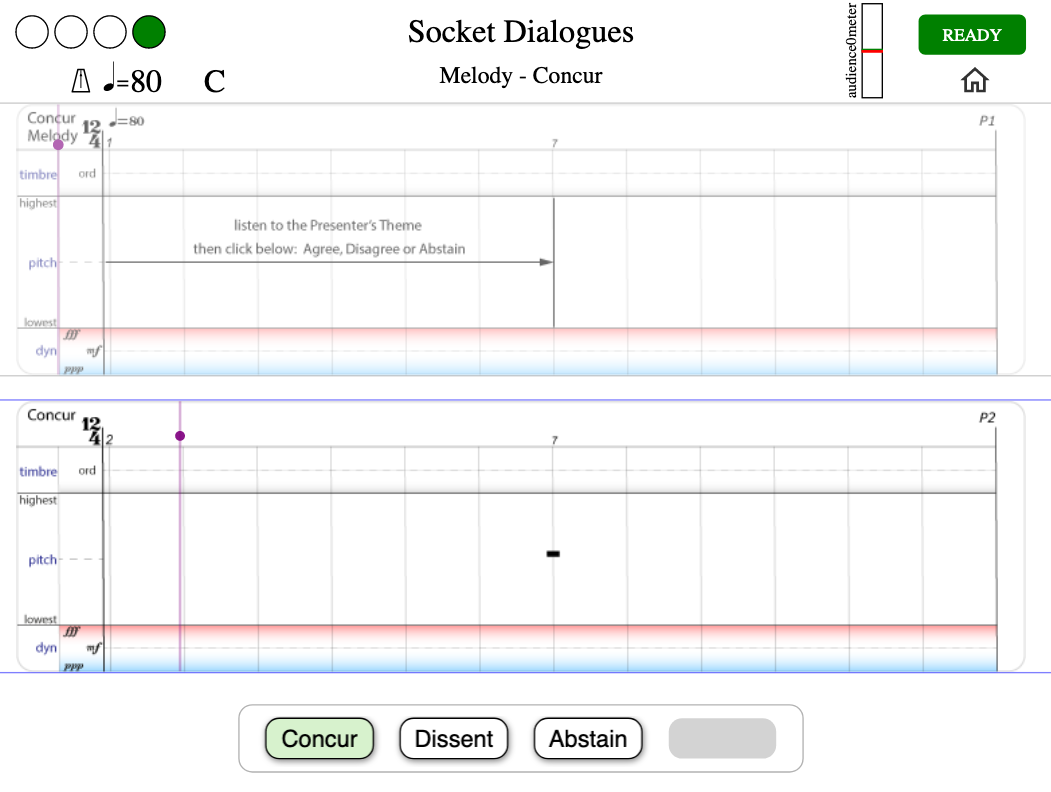 Socket Dialogues
audience0meter
READY
♩=80
C
Melody - Concur
Concur
Melody
12
4
♩=80
P1
1
7
timbre
ord
highest
listen to the Presenter's Theme
then click below: Agree, Disagree or Abstain
pitch
lowest
fff
dyn
mf
ppp
Concur
12
4
P2
2
7
timbre
ord
highest
pitch
lowest
fff
dyn
mf
ppp
Concur
Dissent
Abstain